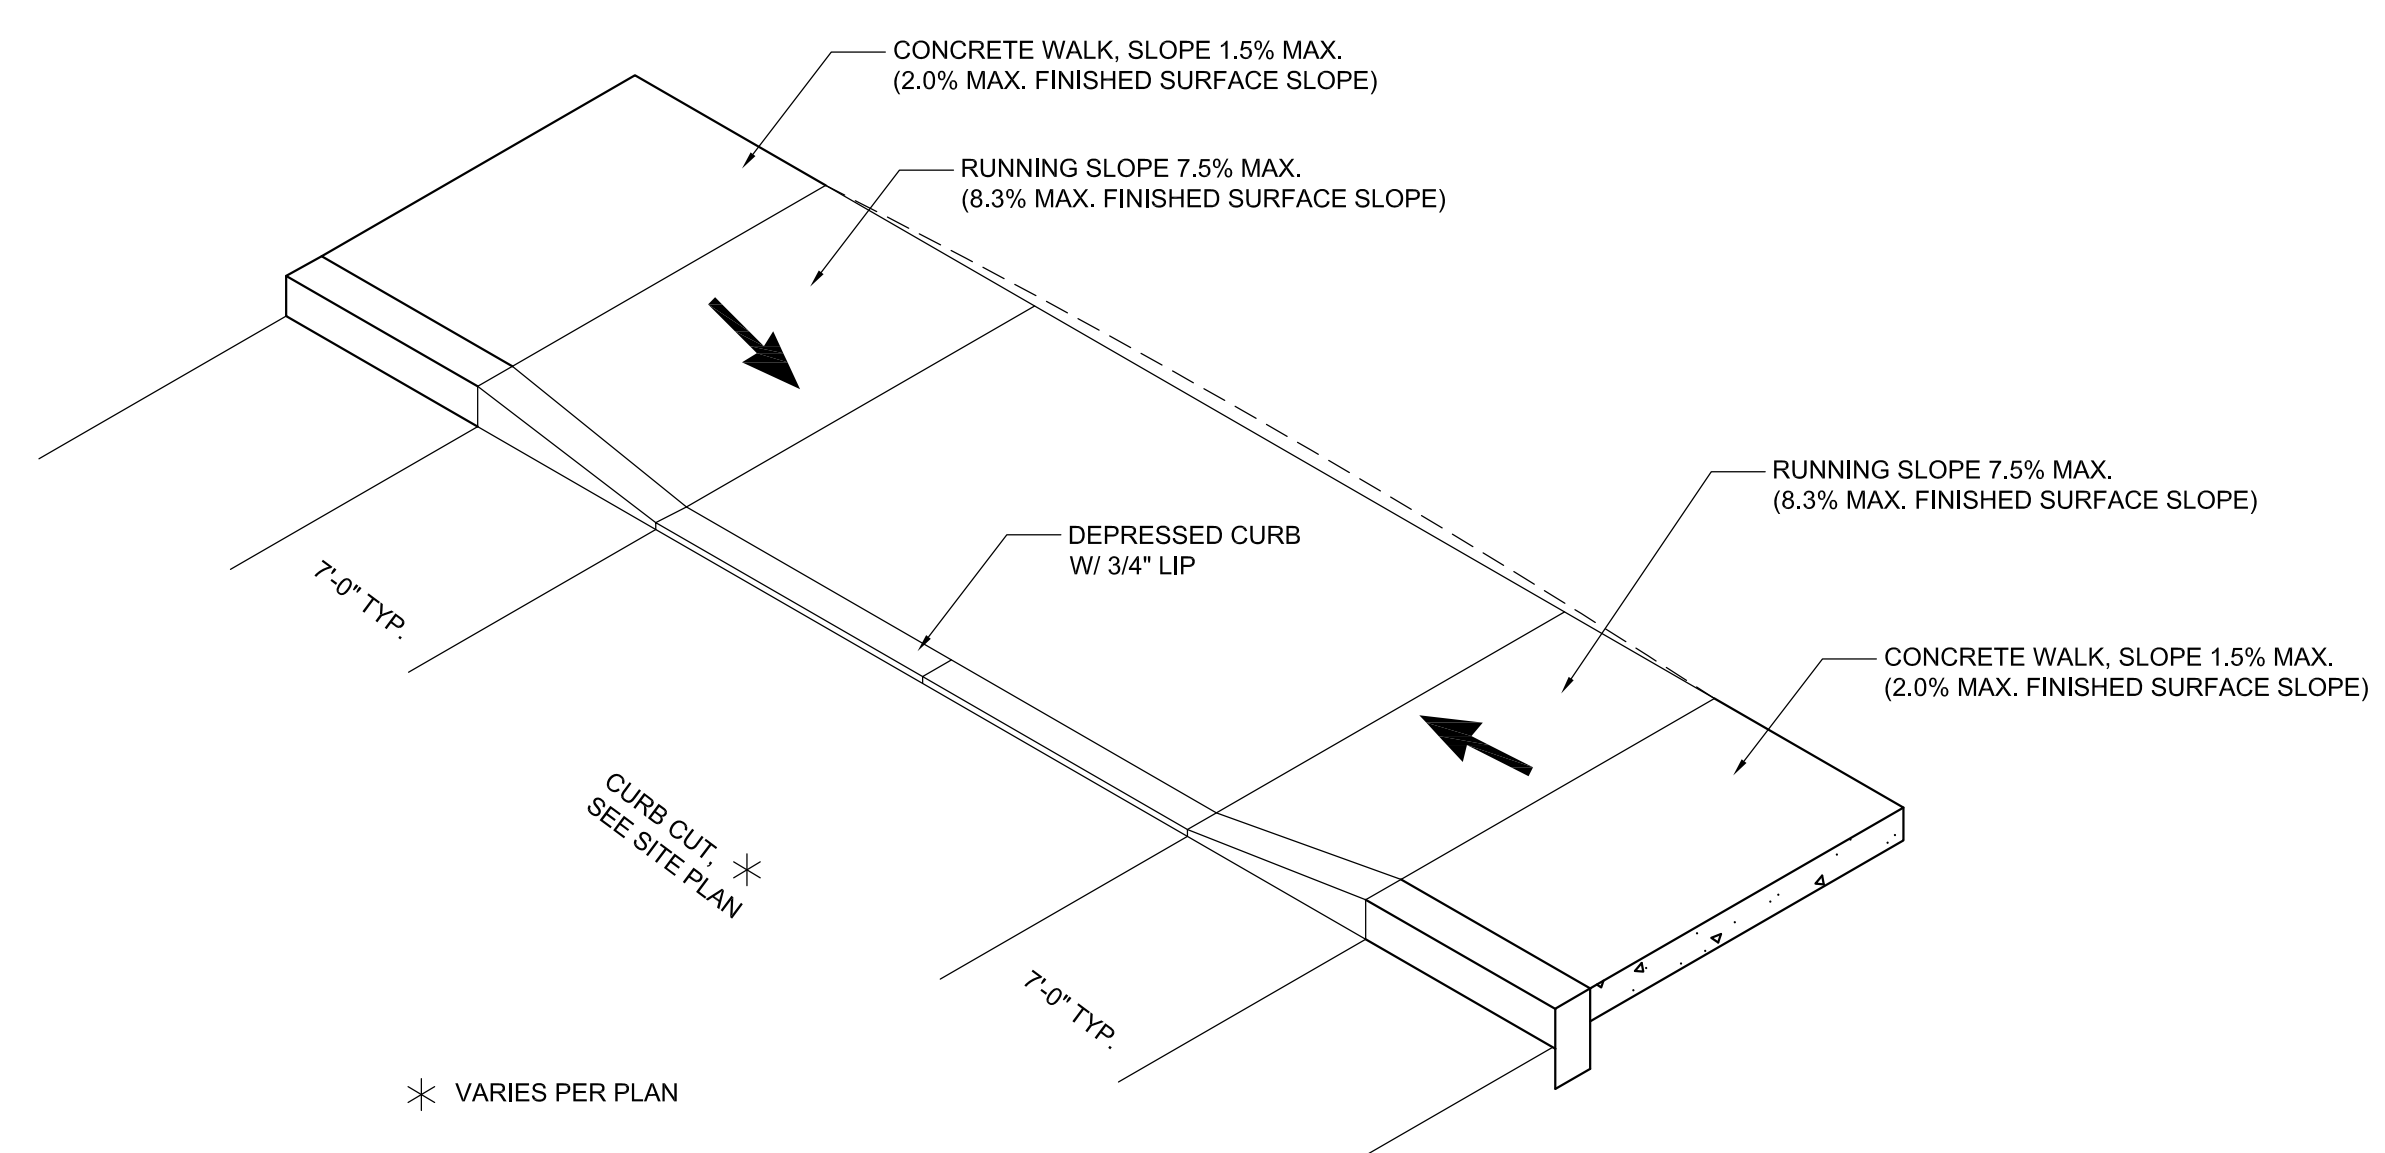 CONCRETE WALK, SLOPE 1.5% MAX.
(2.0% MAX. FINISHED SURFACE SLOPE)
RUNNING SLOPE 7.5% MAX.
(8.3% MAX. FINISHED SURFACE SLOPE)
RUNNING SLOPE 7.5% MAX.
(8.3% MAX. FINISHED SURFACE SLOPE)
DEPRESSED CURB
W/ 3/4" LIP
7'-0" TYP.
CONCRETE WALK, SLOPE 1.5% MAX.
(2.0% MAX. FINISHED SURFACE SLOPE)
CURB CUT,
SEE SITE PLAN
7'-0" TYP.
VARIES PER PLAN